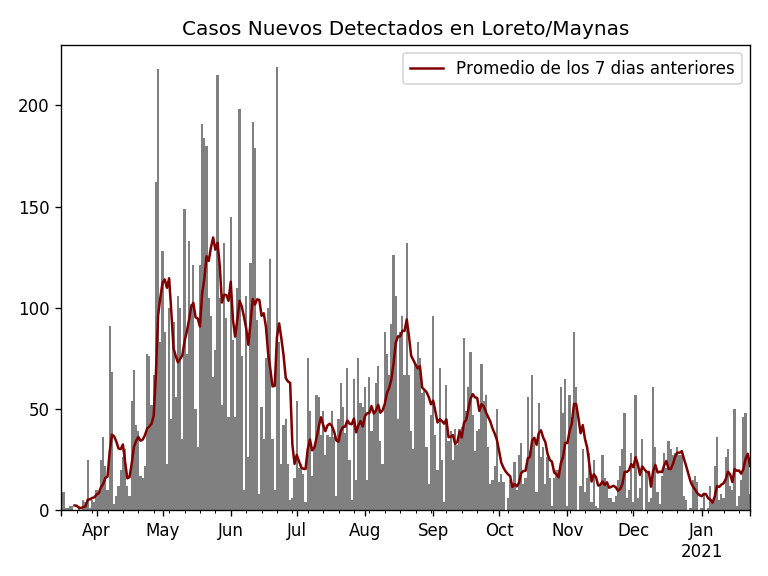 Casos Nuevos Detectados en Loreto/Maynas
Promedio de los 7 dias anteriores
200
150
100
50
0
Apr May Jun Jul Aug Sep Oct Nov Dec Jan
2021